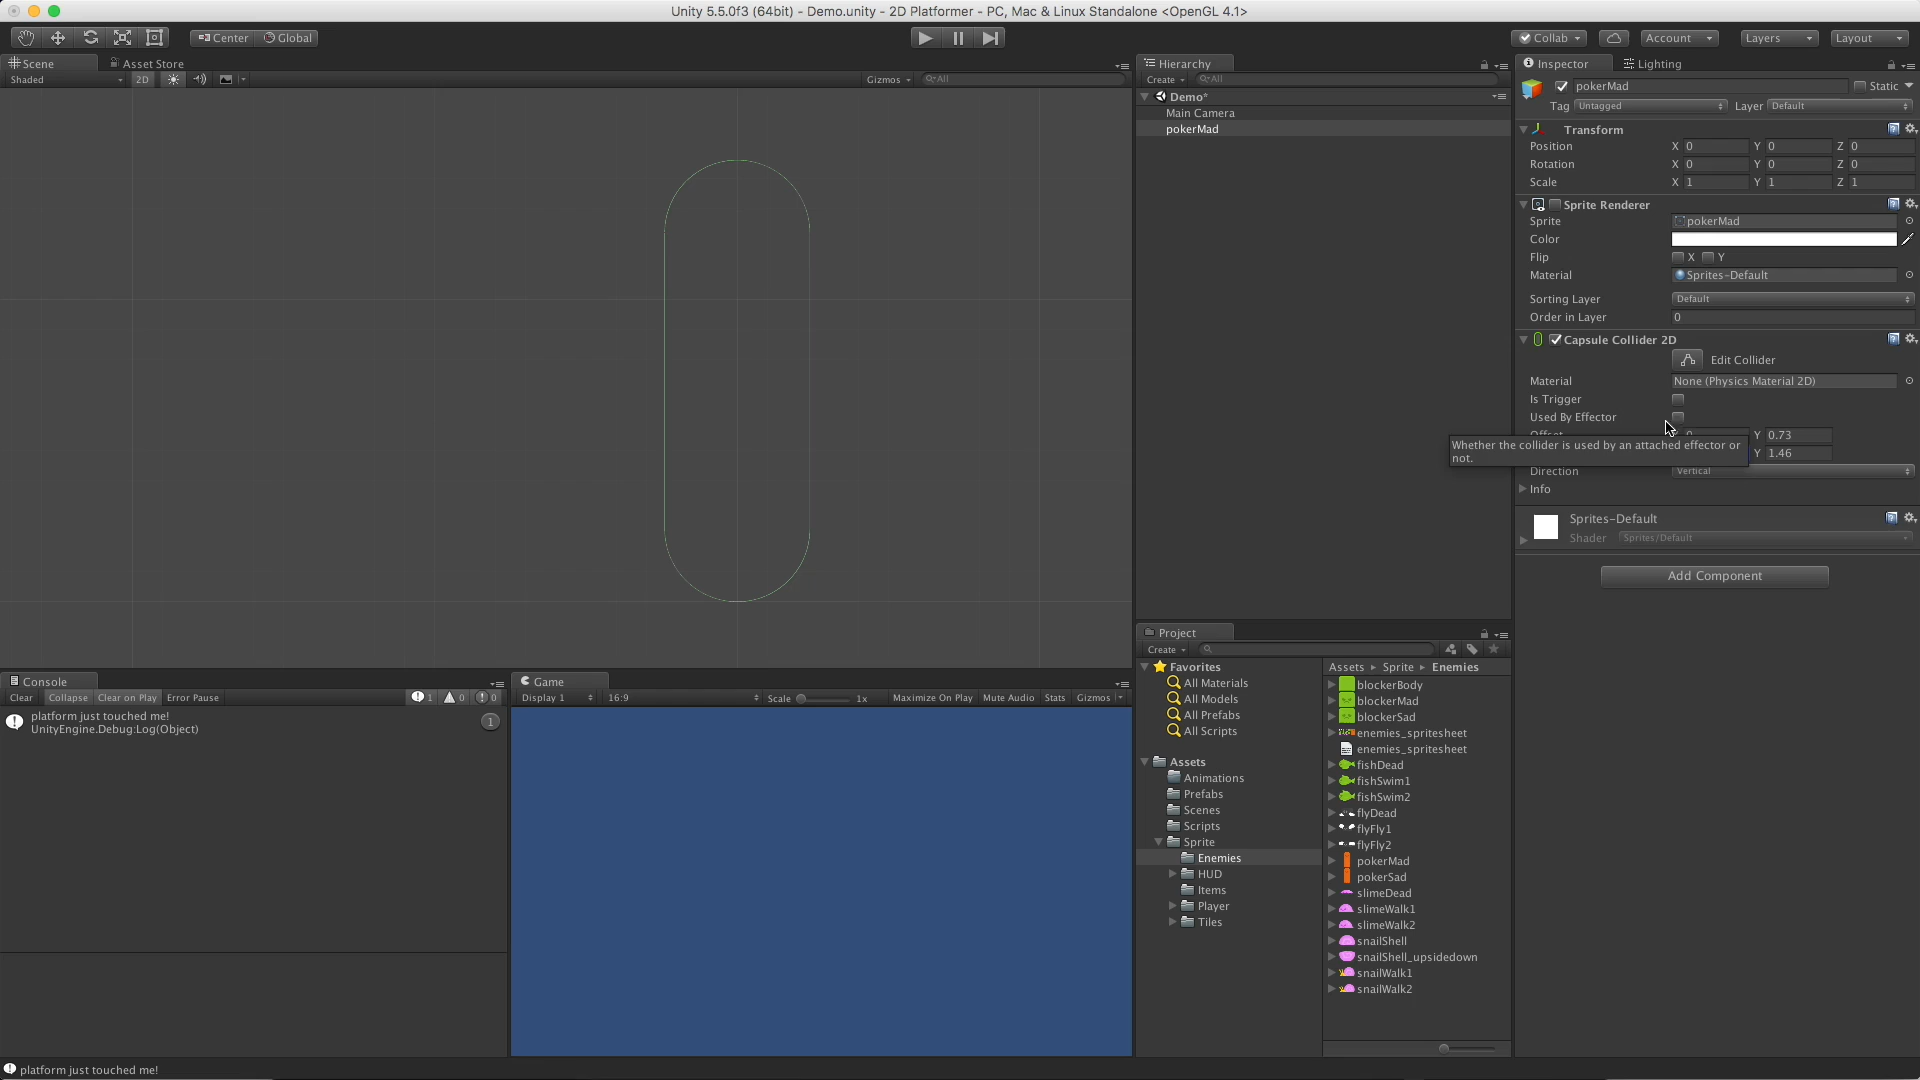 Unity 5.5.0f3 (64bit) - Demo.unity - 2D Platformer - PC, Mac & Linux Standalone <OpenGL 4.1>
Center Global Collab Account Layers Layout
Scene Asset Store
Shaded 2D Gizmos All
Hierarchy
Create All
Demo*
Main Camera
pokerMad
Inspector Lighting
pokerMad Static
Tag Untagged Layer Default
Transform
Position X 0 Y 0 Z 0
Rotation X 0 Y 0 Z 0
Scale X 1 Y 1 Z 1
Sprite Renderer
Sprite pokerMad
Color
Flip X Y
Material Sprites-Default
Sorting Layer Default
Order in Layer 0
Capsule Collider 2D
Edit Collider
Material None (Physics Material 2D)
Is Trigger
Used By Effector
Y 0.73
Whether the collider is used by an attached effector or
not.
Y 1.46
Direction Vertical
Info
Sprites-Default
Shader Sprites/Default
Add Component
Console
Clear Collapse Clear on Play Error Pause 1 0 0
platform just touched me!
UnityEngine.Debug:Log(Object)
1
Game
Display 1 16:9 Scale 1x Maximize On Play Mute Audio Stats Gizmos
Project
Create
Favorites
All Materials
All Models
All Prefabs
All Scripts
Assets
Animations
Prefabs
Scenes
Scripts
Sprite
Enemies
HUD
Items
Player
Tiles
Assets Sprite Enemies
blockerBody
blockerMad
blockerSad
enemies_spritesheet
enemies_spritesheet
fishDead
fishSwim1
fishSwim2
flyDead
flyFly1
flyFly2
pokerMad
pokerSad
slimeDead
slimeWalk1
slimeWalk2
snailShell
snailShell_upsidedown
snailWalk1
snailWalk2
platform just touched me!